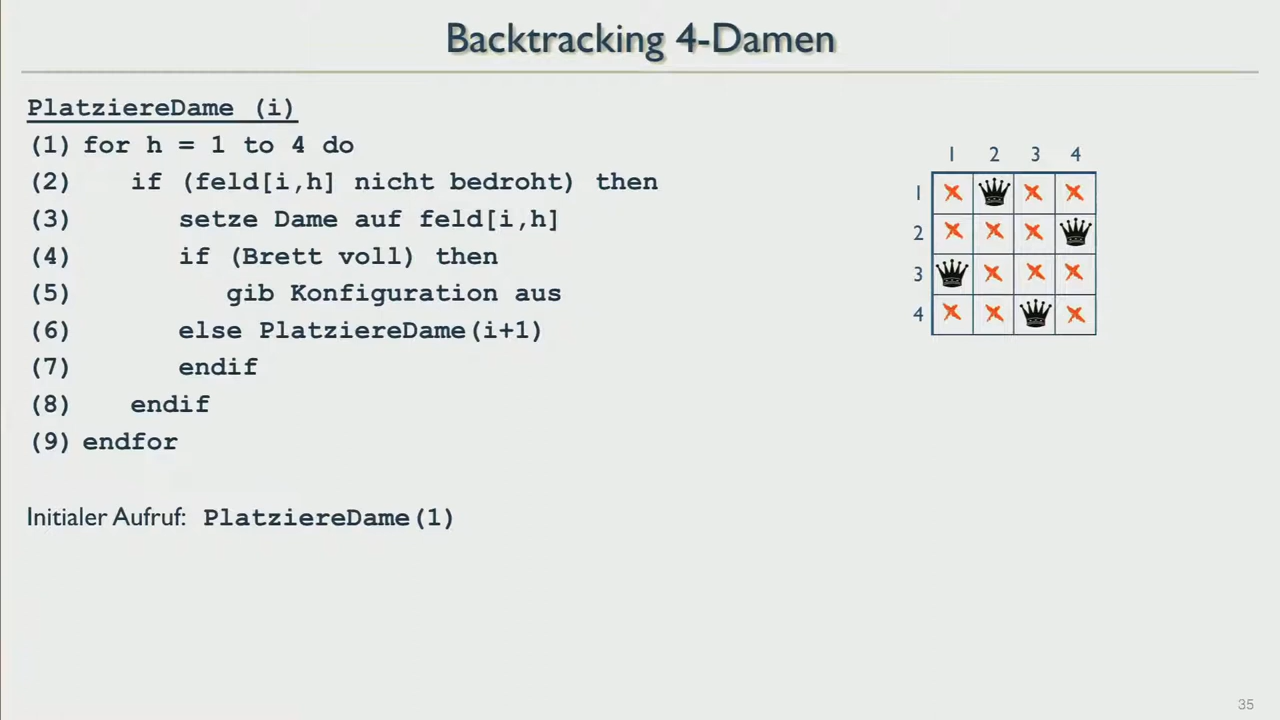 Backtracking 4-Damen
PlatziereDame (i)
(1) for h = 1 to 4 do
(2) if (feld[i,h] nicht bedroht) then
(3) setze Dame auf feld[i,h]
(4) if (Brett voll) then
(5) gib Konfiguration aus
(6) else PlatziereDame(i+1)
(7) endif
(8) endif
(9) endfor
Initialer Aufruf: PlatziereDame(1)
1 2 3 4
1
2
3
4
35